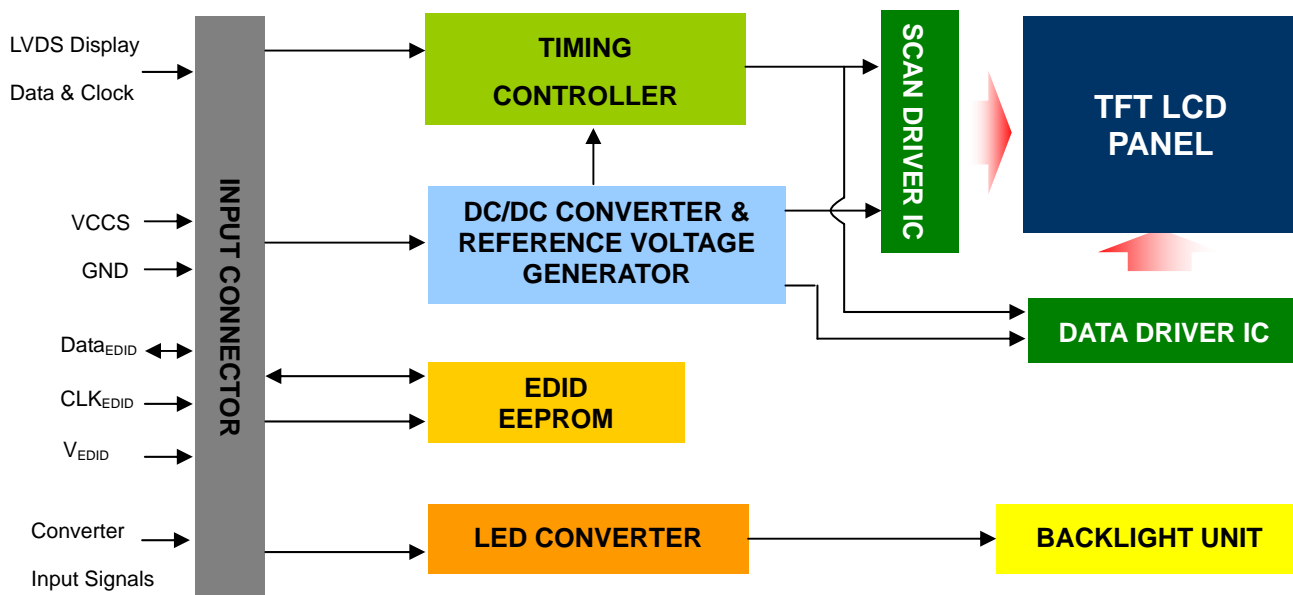 LVDS Display
Data & Clock
VCCS
GND
DataEDID
CLKEDID
VEDID
Converter
Input Signals
INPUT CONNECTOR
TIMING
CONTROLLER
DC/DC CONVERTER &
REFERENCE VOLTAGE
GENERATOR
EDID
EEPROM
LED CONVERTER
SCAN DRIVER IC
TFT LCD
PANEL
DATA DRIVER IC
BACKLIGHT UNIT